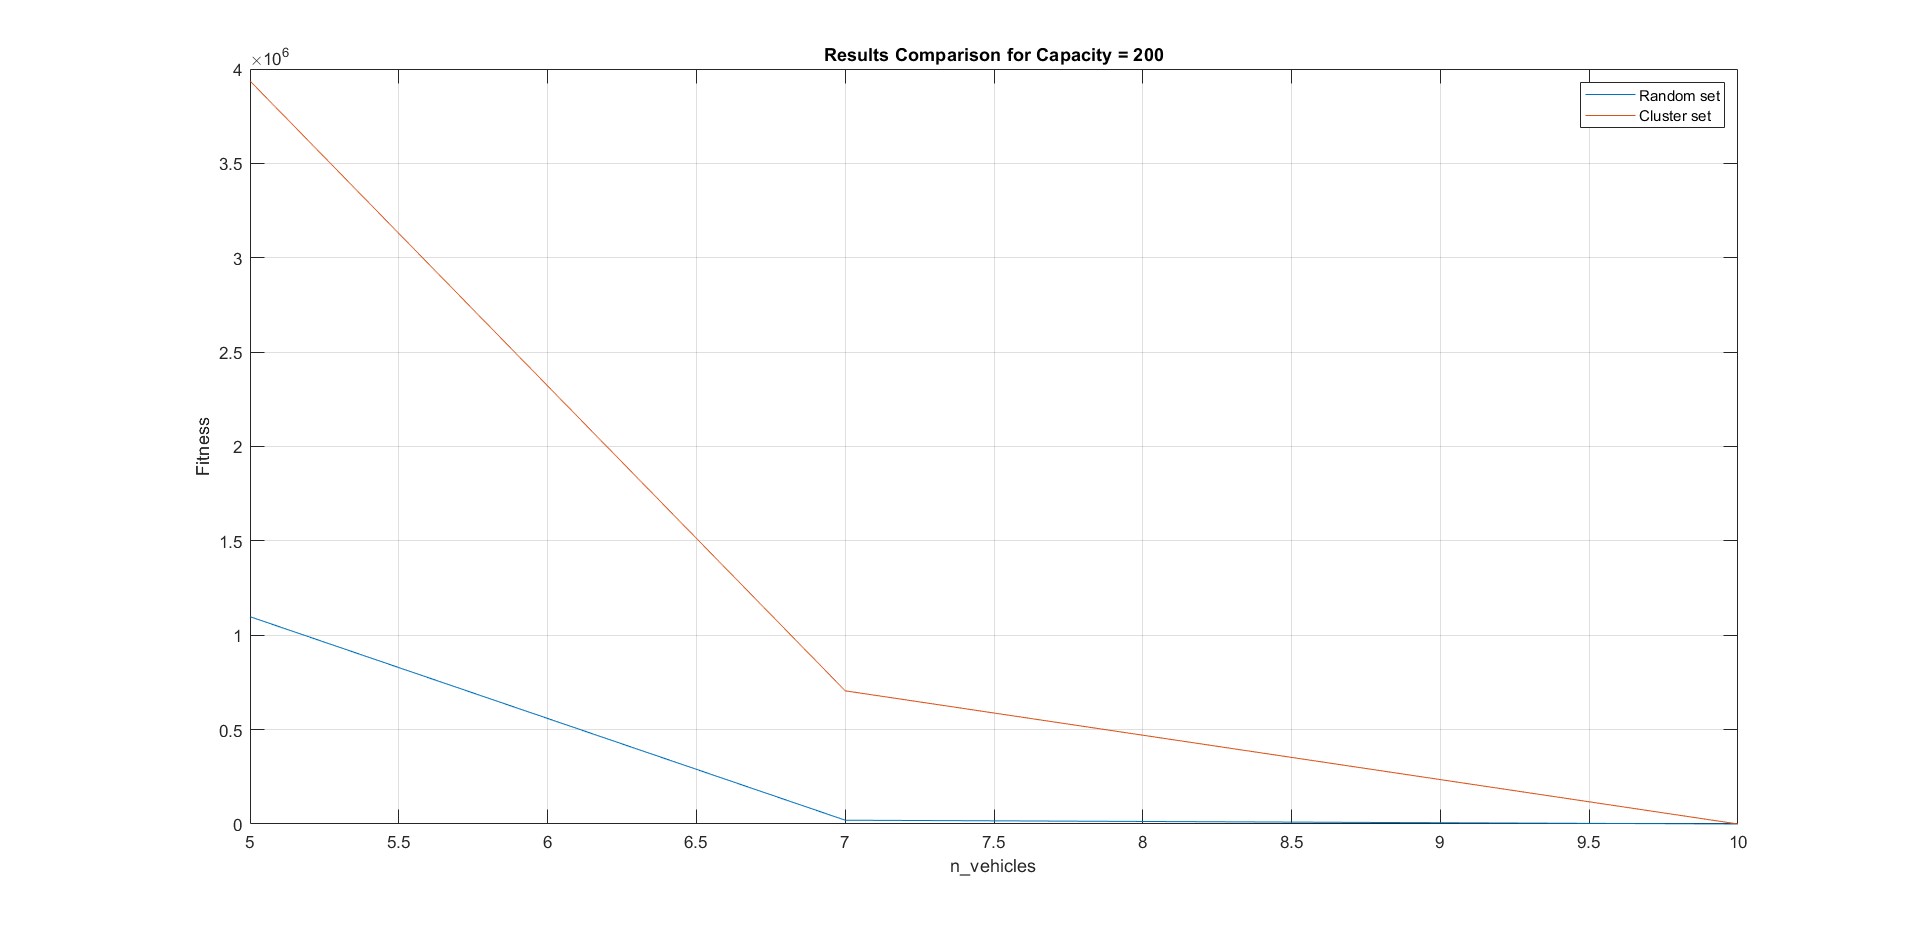 Results Comparison for Capacity = 200
×10⁶
4
3.5
3
2.5
2
1.5
1
0.5
0
Fitness
5 5.5 6 6.5 7 7.5 8 8.5 9 9.5 10
n_vehicles
Random set
Cluster set